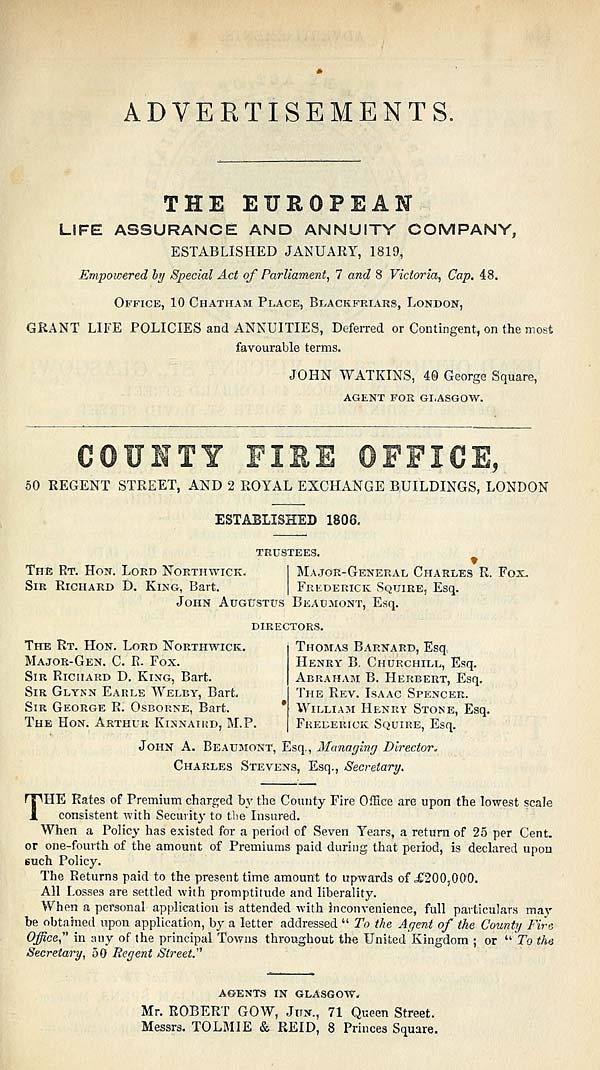 ADVERTISEMENTS.
THE EUROPEAN
LIFE ASSURANCE AND ANNUITY COMPANY,
ESTABLISHED JANUARY, 1819,
Empowered by Special Act of Parliament, 7 and 8 Victoria, Cap. 48.
OFFICE, 10 CHATHAM PLACE, BLACKFRIARS, LONDON,
GRANT LIFE POLICIES and ANNUITIES, Deferred or Contingent, on the most
favourable terms.
JOHN WATKINS, 40 George Square,
AGENT FOR GLASGOW.
COUNTY FIRE OFFICE,
50 REGENT STREET, AND 2 ROYAL EXCHANGE BUILDINGS, LONDON
ESTABLISHED 1806.
TRUSTEES.
THE RT. HON. LORD NORTHWICK.
SIR RICHARD D. KING, Bart.
MAJOR-GENERAL CHARLES R. FOX.
FREDERICK SQUIRE, Esq.
JOHN AUGUSTUS BEAUMONT, Esq.
DIRECTORS.
THE RT. HON. LORD NORTHWICK.
MAJOR-GEN. C. R. FOX.
SIR RICHARD D. KING, Bart.
SIR GLYNN EARLE WELBY, Bart.
SIR GEORGE R. OSBORNE, Bart.
THE HON. ARTHUR KINNAIRD, M.P.
THOMAS BARNARD, Esq.
HENRY B. CHURCHILL, Esq.
ABRAHAM B. HERBERT, Esq.
THE REV. ISAAC SPENCER.
WILLIAM HENRY STONE, Esq.
FREDERICK SQUIRE, Esq.
JOHN A. BEAUMONT, Esq., Managing Director.
CHARLES STEVENS, Esq., Secretary.
THE Rates of Premium charged by the County Fire Office are upon the lowest scale
consistent with Security to the Insured.
When a Policy has existed for a period of Seven Years, a return of 25 per Cent.
or one-fourth of the amount of Premiums paid during that period, is declared upon
such Policy.
The Returns paid to the present time amount to upwards of £200,000.
All Losses are settled with promptitude and liberality.
When a personal application is attended with inconvenience, full particulars may
be obtained upon application, by a letter addressed " To the Agent of the County Fire
Office," in any of the principal Towns throughout the United Kingdom ; or " To the
Secretary, 50 Regent Street."
AGENTS IN GLASGOW.
Mr. ROBERT GOW, JUN., 71 Queen Street.
Messrs. TOLMIE & REID, 8 Princes Square.